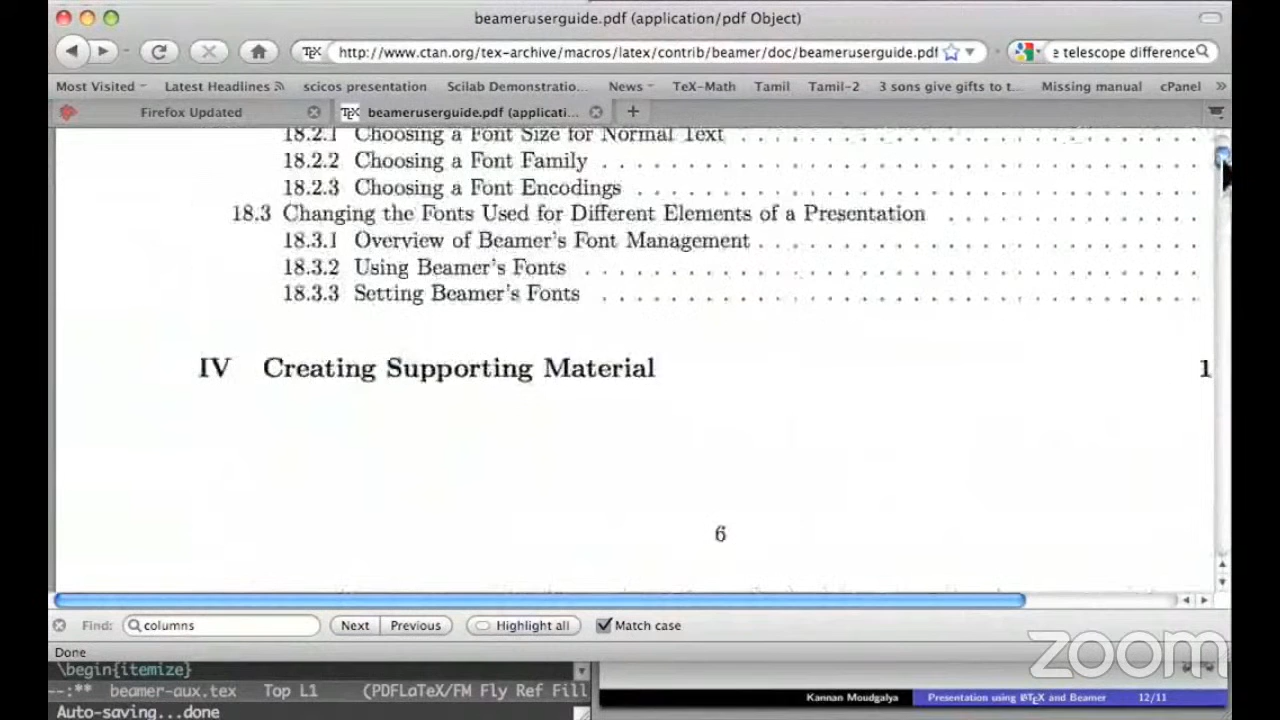 beameruserguide.pdf (application/pdf Object)
http://www.ctan.org/tex-archive/macros/latex/contrib/beamer/doc/beameruserguide.pdf
telescope difference
Most Visited Latest Headlines scicos presentation Scilab Demonstratio... News TeX-Math Tamil Tamil-2 3 sons give gifts to t... Missing manual cPanel »
Firefox Updated beameruserguide.pdf (applicati... +
18.2.1 Choosing a Font Size for Normal Text
18.2.2 Choosing a Font Family
18.2.3 Choosing a Font Encodings
18.3 Changing the Fonts Used for Different Elements of a Presentation
18.3.1 Overview of Beamer's Font Management
18.3.2 Using Beamer's Fonts
18.3.3 Setting Beamer's Fonts
IV Creating Supporting Material 1
6
Find: columns Next Previous Highlight all Match case
Done
\begin{itemize}
--:** beamer-aux.tex Top L1 (PDFLaTeX/FM Fly Ref Fill
Auto-saving...done
Kannan Moudgalya Presentation using LATEX and Beamer 12/11
zoom